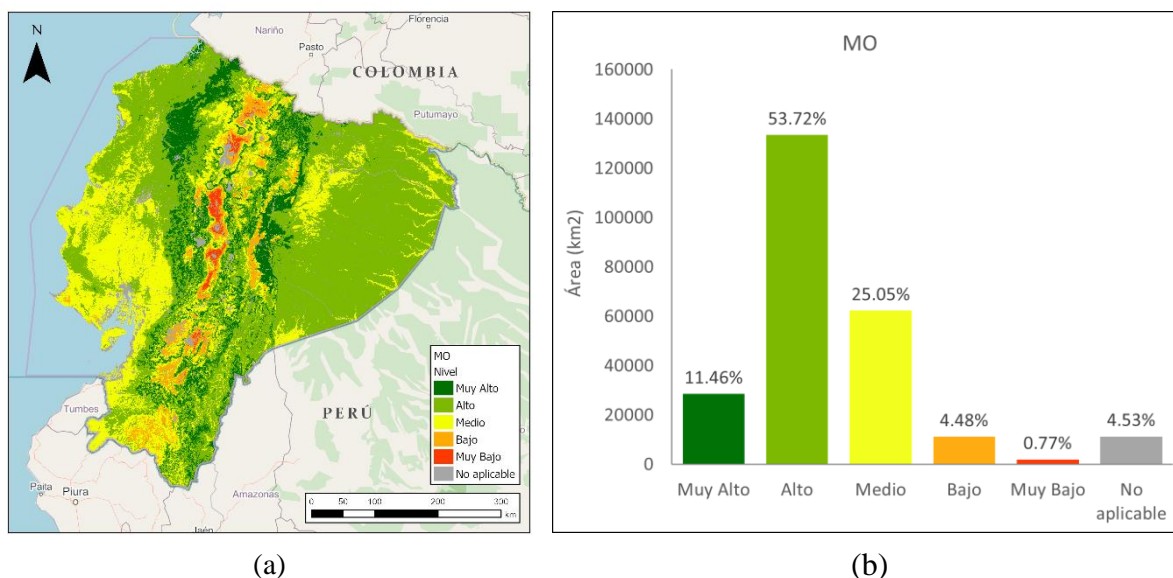 N
Nariño
Florencia
Pasto
COLOMBIA
Putumayo
MO
Nivel
Muy Alto
Alto
Medio
Bajo
Muy Bajo
No aplicable
PERÚ
Tumbes
Paita
Piura
Amazonas
Jaén
0 50 100 200 300
km
(a)
MO
Área (km2)
160000
140000
120000
100000
80000
60000
40000
20000
0
11.46%
53.72%
25.05%
4.48%
0.77%
4.53%
Muy Alto
Alto
Medio
Bajo
Muy Bajo
No aplicable
(b)